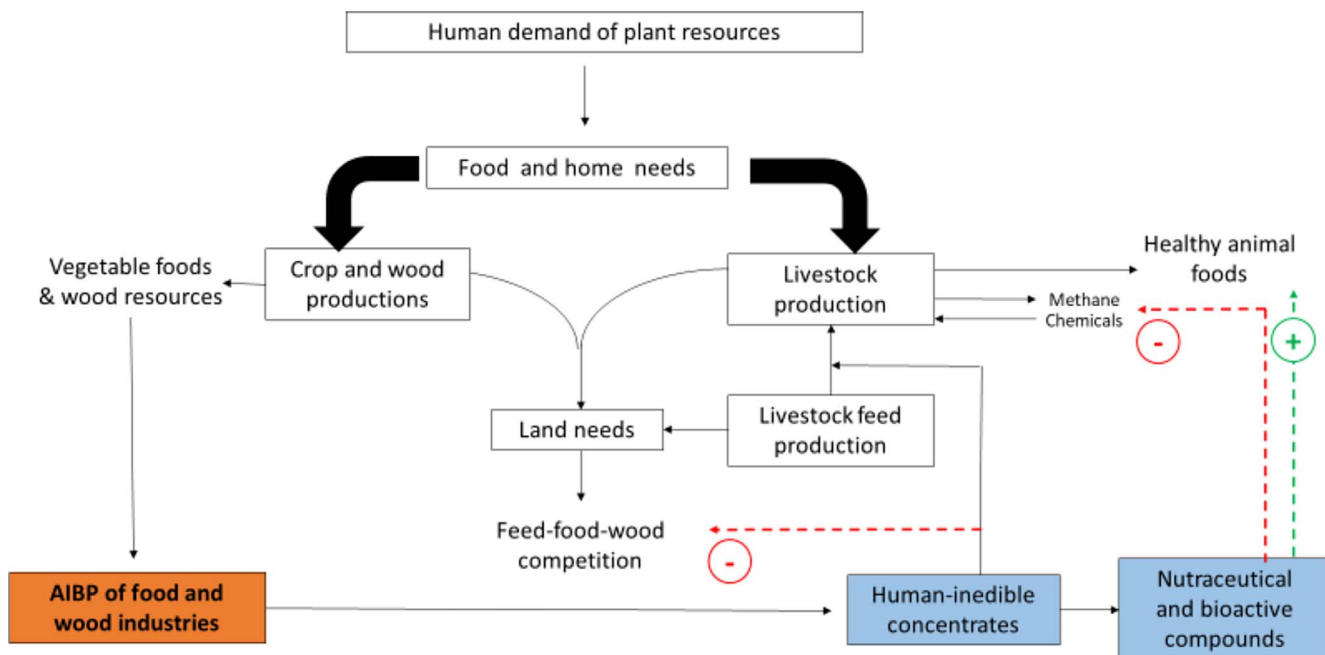 Human demand of plant resources
Food and home needs
Vegetable foods
& wood resources
Crop and wood
productions
Livestock
production
Healthy animal
foods
Methane
Chemicals
-
+
Land needs
Livestock feed
production
Feed-food-wood
competition
-
AIBP of food and
wood industries
Human-inedible
concentrates
Nutraceutical
and bioactive
compounds